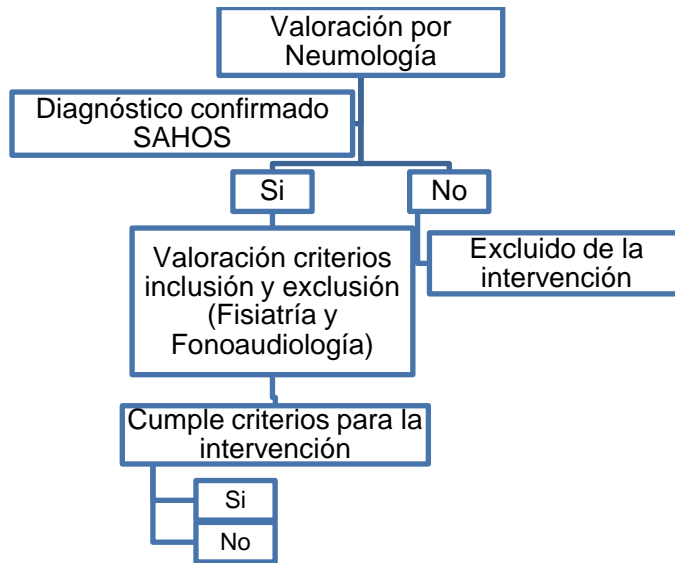 Valoración por
Neumología
Diagnóstico confirmado
SAHOS
Si
No
Valoración criterios
inclusión y exclusión
(Fisiatría y
Fonoaudiología)
Excluido de la
intervención
Cumple criterios para la
intervención
Si
No